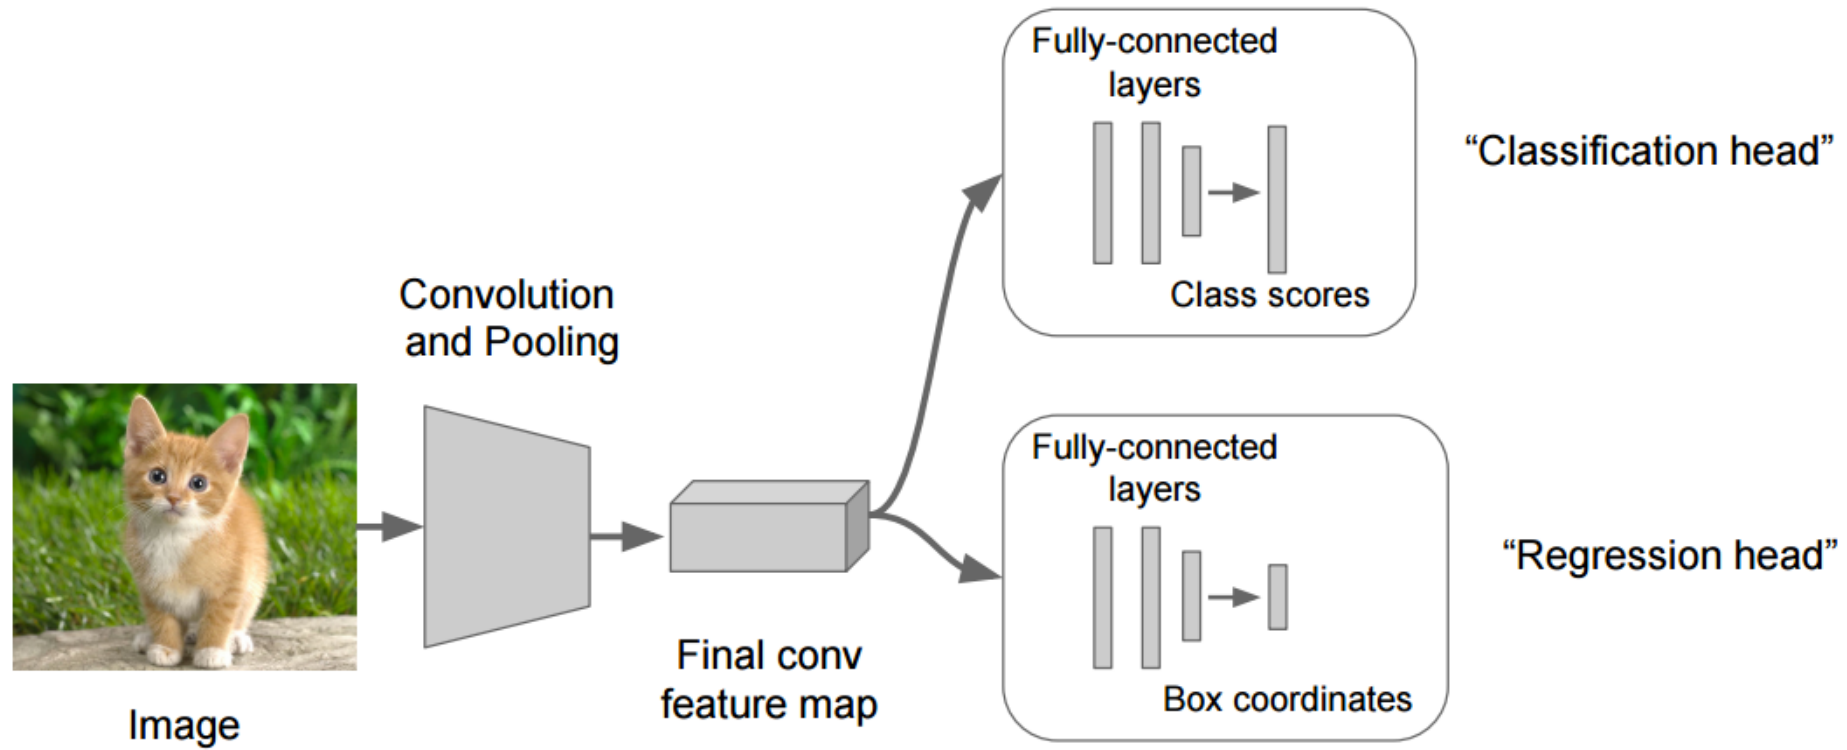 Fully-connected
layers
Class scores
“Classification head”
Convolution
and Pooling
Image
Final conv
feature map
Fully-connected
layers
Box coordinates
“Regression head”